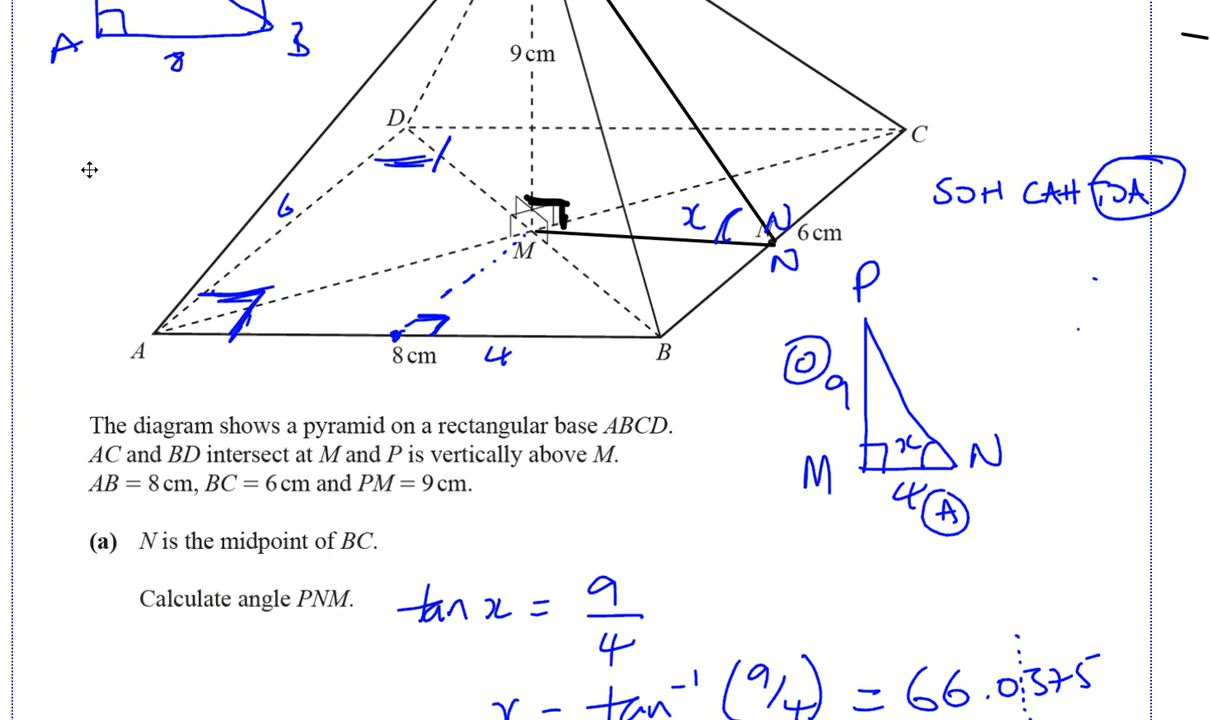 A
8
B
9 cm
D
C
6
SOH CAH TOA
x
N
N
6 cm
M
P
O
9
A
8 cm
4
B
x
N
M
4
A
The diagram shows a pyramid on a rectangular base ABCD.
AC and BD intersect at M and P is vertically above M.
AB = 8 cm, BC = 6 cm and PM = 9 cm.
(a) N is the midpoint of BC.
Calculate angle PNM.
tan x = 9/4
x = tan⁻¹ (9/4) = 66.0375